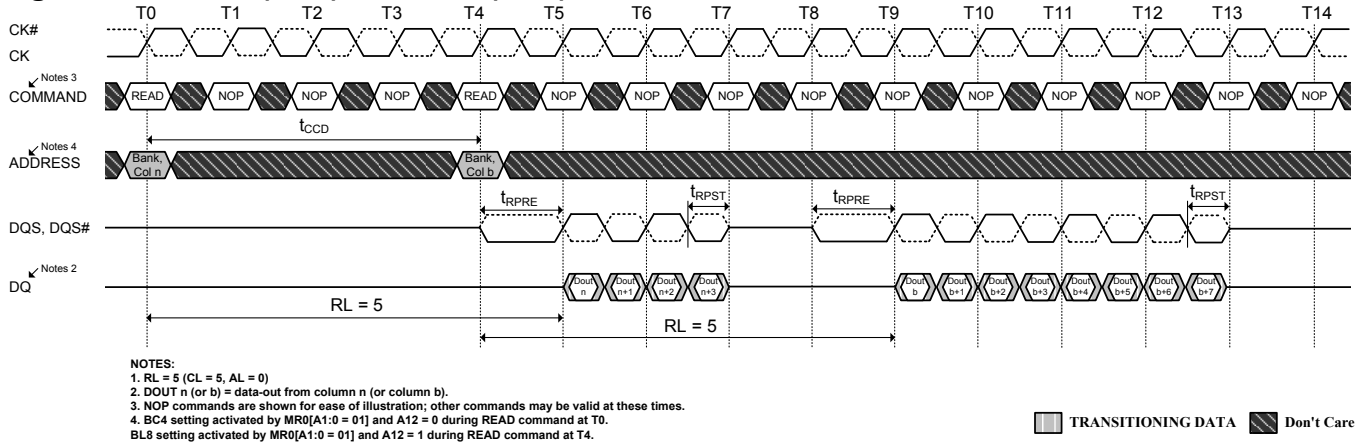 T0 T1 T2 T3 T4 T5 T6 T7 T8 T9 T10 T11 T12 T13 T14
CK#
CK
Notes 3
COMMAND READ NOP NOP NOP READ NOP NOP NOP NOP NOP NOP NOP NOP NOP NOP
tCCD
Notes 4
ADDRESS
Bank, Col n
Bank, Col b
tRPRE tRPST tRPRE tRPST
DQS, DQS#
Notes 2
DQ
Dout n
Dout n+1
Dout n+2
Dout n+3
Dout b
Dout b+1
Dout b+2
Dout b+3
Dout b+4
Dout b+5
Dout b+6
Dout b+7
RL = 5
RL = 5
NOTES:
1. RL = 5 (CL = 5, AL = 0)
2. DOUT n (or b) = data-out from column n (or column b).
3. NOP commands are shown for ease of illustration; other commands may be valid at these times.
4. BC4 setting activated by MR0[A1:0 = 01] and A12 = 0 during READ command at T0.
BL8 setting activated by MR0[A1:0 = 01] and A12 = 1 during READ command at T4.
TRANSITIONING DATA Don't Care